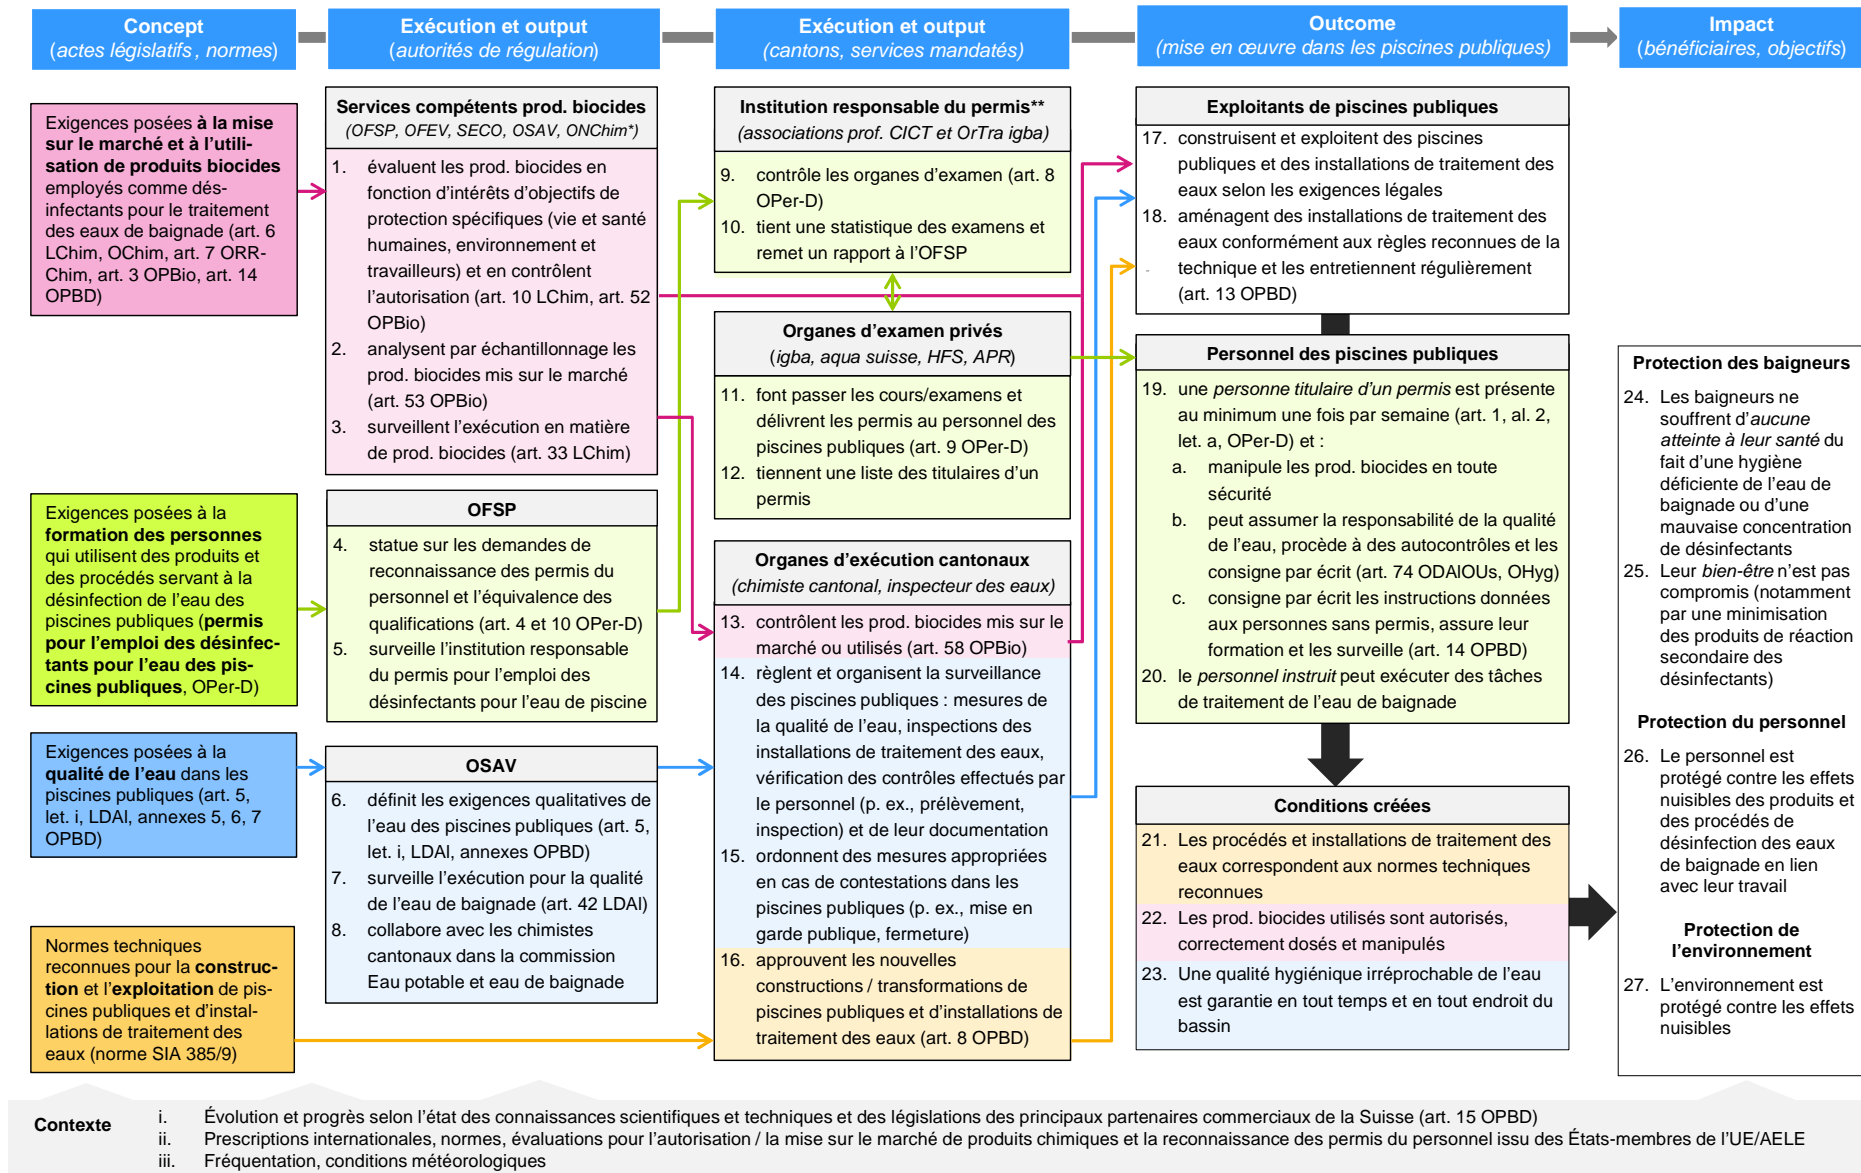 Concept
(actes législatifs , normes)
Exécution et output
(autorités de régulation)
Exécution et output
(cantons, services mandatés)
Outcome
(mise en œuvre dans les piscines publiques)
Impact
(bénéficiaires, objectifs)
Exigences posées à la mise
sur le marché et à l'utili-
sation de produits biocides
employés comme dés-
infectants pour le traitement
des eaux de baignade (art. 6
LChim, OChim, art. 7 ORR-
Chim, art. 3 OPBio, art. 14
OPBD)
Exigences posées à la
formation des personnes
qui utilisent des produits et
des procédés servant à la
désinfection de l'eau des
piscines publiques (permis
pour l'emploi des désinfec-
tants pour l'eau des pis-
cines publiques, OPer-D)
Exigences posées à la
qualité de l'eau dans les
piscines publiques (art. 5,
let. i, LDAl, annexes 5, 6, 7
OPBD)
Normes techniques
reconnues pour la construc-
tion et l'exploitation de pis-
cines publiques et d'instal-
lations de traitement des
eaux (norme SIA 385/9)
Services compétents prod. biocides
(OFSP, OFEV, SECO, OSAV, ONChim*)
1. évaluent les prod. biocides en
fonction d'intérêts d'objectifs de
protection spécifiques (vie et santé
humaines, environnement et
travailleurs) et en contrôlent
l'autorisation (art. 10 LChim, art. 52
OPBio)
2. analysent par échantillonnage les
prod. biocides mis sur le marché
(art. 53 OPBio)
3. surveillent l'exécution en matière
de prod. biocides (art. 33 LChim)
OFSP
4. statue sur les demandes de
reconnaissance des permis du
personnel et l'équivalence des
qualifications (art. 4 et 10 OPer-D)
5. surveille l'institution responsable
du permis pour l'emploi des
désinfectants pour l'eau de piscine
OSAV
6. définit les exigences qualitatives de
l'eau des piscines publiques (art. 5,
let. i, LDAl, annexes OPBD)
7. surveille l'exécution pour la qualité
de l'eau de baignade (art. 42 LDAl)
8. collabore avec les chimistes
cantonaux dans la commission
Eau potable et eau de baignade
Institution responsable du permis**
(associations prof. CICT et OrTra igba)
9. contrôle les organes d'examen (art. 8
OPer-D)
10. tient une statistique des examens et
remet un rapport à l'OFSP
Organes d'examen privés
(igba, aqua suisse, HFS, APR)
11. font passer les cours/examens et
délivrent les permis au personnel des
piscines publiques (art. 9 OPer-D)
12. tiennent une liste des titulaires d'un
permis
Organes d'exécution cantonaux
(chimiste cantonal, inspecteur des eaux)
13. contrôlent les prod. biocides mis sur le
marché ou utilisés (art. 58 OPBio)
14. règlent et organisent la surveillance
des piscines publiques : mesures de
la qualité de l'eau, inspections des
installations de traitement des eaux,
vérification des contrôles effectués par
le personnel (p. ex., prélèvement,
inspection) et de leur documentation
15. ordonnent des mesures appropriées
en cas de contestations dans les
piscines publiques (p. ex., mise en
garde publique, fermeture)
16. approuvent les nouvelles
constructions / transformations de
piscines publiques et d'installations de
traitement des eaux (art. 8 OPBD)
Exploitants de piscines publiques
17. construisent et exploitent des piscines
publiques et des installations de traitement des
eaux selon les exigences légales
18. aménagent des installations de traitement des
eaux conformément aux règles reconnues de la
technique et les entretiennent régulièrement
(art. 13 OPBD)
Personnel des piscines publiques
19. une personne titulaire d'un permis est présente
au minimum une fois par semaine (art. 1, al. 2,
let. a, OPer-D) et :
a. manipule les prod. biocides en toute
sécurité
b. peut assumer la responsabilité de la qualité
de l'eau, procède à des autocontrôles et les
consigne par écrit (art. 74 ODAlOUs, OHyg)
c. consigne par écrit les instructions données
aux personnes sans permis, assure leur
formation et les surveille (art. 14 OPBD)
20. le personnel instruit peut exécuter des tâches
de traitement de l'eau de baignade
Conditions créées
21. Les procédés et installations de traitement des
eaux correspondent aux normes techniques
reconnues
22. Les prod. biocides utilisés sont autorisés,
correctement dosés et manipulés
23. Une qualité hygiénique irréprochable de l'eau
est garantie en tout temps et en tout endroit du
bassin
Protection des baigneurs
24. Les baigneurs ne
souffrent d'aucune
atteinte à leur santé du
fait d'une hygiène
déficiente de l'eau de
baignade ou d'une
mauvaise concentration
de désinfectants
25. Leur bien-être n'est pas
compromis (notamment
par une minimisation
des produits de réaction
secondaire des
désinfectants)
Protection du personnel
26. Le personnel est
protégé contre les effets
nuisibles des produits et
des procédés de
désinfection des eaux
de baignade en lien
avec leur travail
Protection de
l'environnement
27. L'environnement est
protégé contre les effets
nuisibles
Contexte
i. Évolution et progrès selon l'état des connaissances scientifiques et techniques et des législations des principaux partenaires commerciaux de la Suisse (art. 15 OPBD)
ii. Prescriptions internationales, normes, évaluations pour l'autorisation / la mise sur le marché de produits chimiques et la reconnaissance des permis du personnel issu des États-membres de l'UE/AELE
iii. Fréquentation, conditions météorologiques